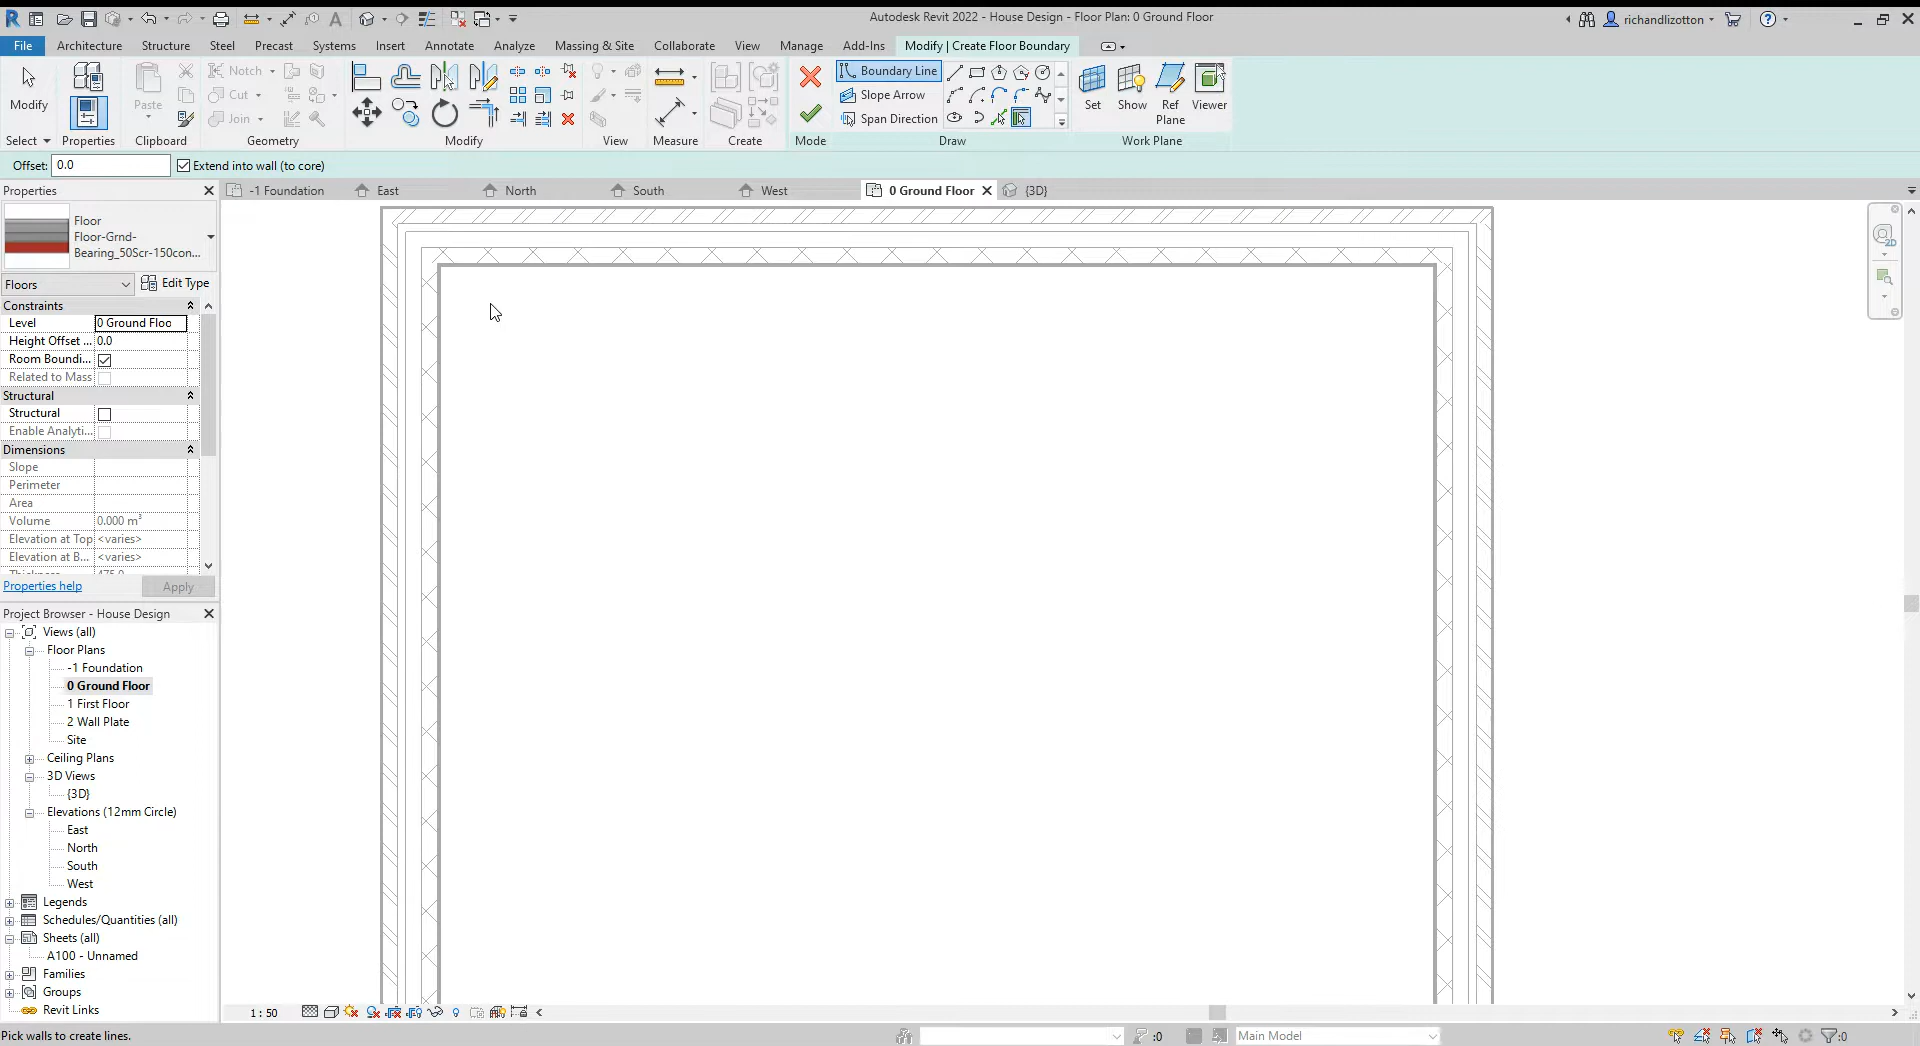 Autodesk Revit 2022 - House Design - Floor Plan: 0 Ground Floor
richandlizotton
File Architecture Structure Steel Precast Systems Insert Annotate Analyze Massing & Site Collaborate View Manage Add-Ins Modify | Create Floor Boundary
Modify
Paste
Notch
Cut
Join
Boundary Line
Slope Arrow
Span Direction
Set
Show
Ref
Plane
Viewer
Select Properties Clipboard Geometry Modify View Measure Create Mode Draw Work Plane
Offset: 0.0 Extend into wall (to core)
Properties
-1 Foundation East North South West 0 Ground Floor {3D}
Floor
Floor-Grnd-
Bearing_50Scr-150con...
Floors Edit Type
Constraints
Level 0 Ground Floo
Height Offset ... 0.0
Room Boundi...
Related to Mass
Structural
Structural
Enable Analyti...
Dimensions
Slope
Perimeter
Area
Volume 0.000 m³
Elevation at Top <varies>
Elevation at B... <varies>
Properties help Apply
Project Browser - House Design
Views (all)
Floor Plans
-1 Foundation
0 Ground Floor
1 First Floor
2 Wall Plate
Site
Ceiling Plans
3D Views
{3D}
Elevations (12mm Circle)
East
North
South
West
Legends
Schedules/Quantities (all)
Sheets (all)
A100 - Unnamed
Families
Groups
Revit Links
2D
1 : 50
Pick walls to create lines.
:0
Main Model
:0